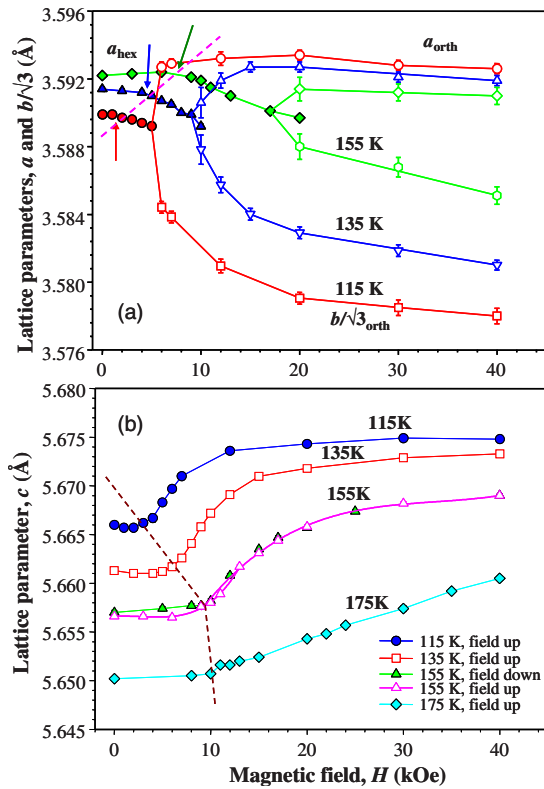 3.596
3.592
3.588
3.584
3.580
3.576
Lattice parameters, a and b/√3 (Å)
a_hex
a_orth
155 K
135 K
115 K
b/√3_orth
(a)
0 10 20 30 40
5.680
5.675
5.670
5.665
5.660
5.655
5.650
5.645
Lattice parameter, c (Å)
(b)
115K
135K
155K
175K
115 K, field up
135 K, field up
155 K, field down
155 K, field up
175 K, field up
0 10 20 30 40
Magnetic field, H (kOe)